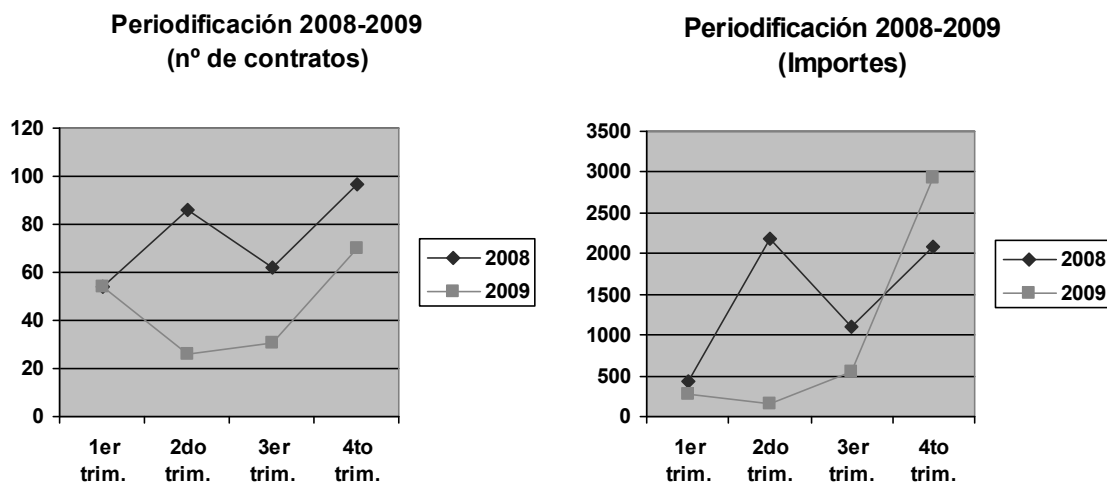 Periodificación 2008-2009
(nº de contratos)
120
100
80
60
40
20
0
1er
trim.
2do
trim.
3er
trim.
4to
trim.
2008
2009
Periodificación 2008-2009
(Importes)
3500
3000
2500
2000
1500
1000
500
0
1er
trim.
2do
trim.
3er
trim.
4to
trim.
2008
2009